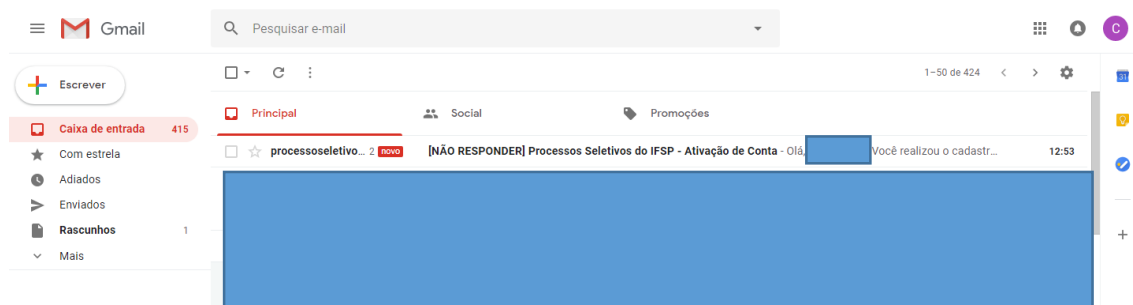 Gmail
Pesquisar e-mail
C
Escrever
1–50 de 424
31
Principal
Social
Promoções
Caixa de entrada 415
processoseletivo... 2 novo [NÃO RESPONDER] Processos Seletivos do IFSP - Ativação de Conta - Olá, Você realizou o cadastr... 12:53
Com estrela
Adiados
Enviados
Rascunhos 1
Mais